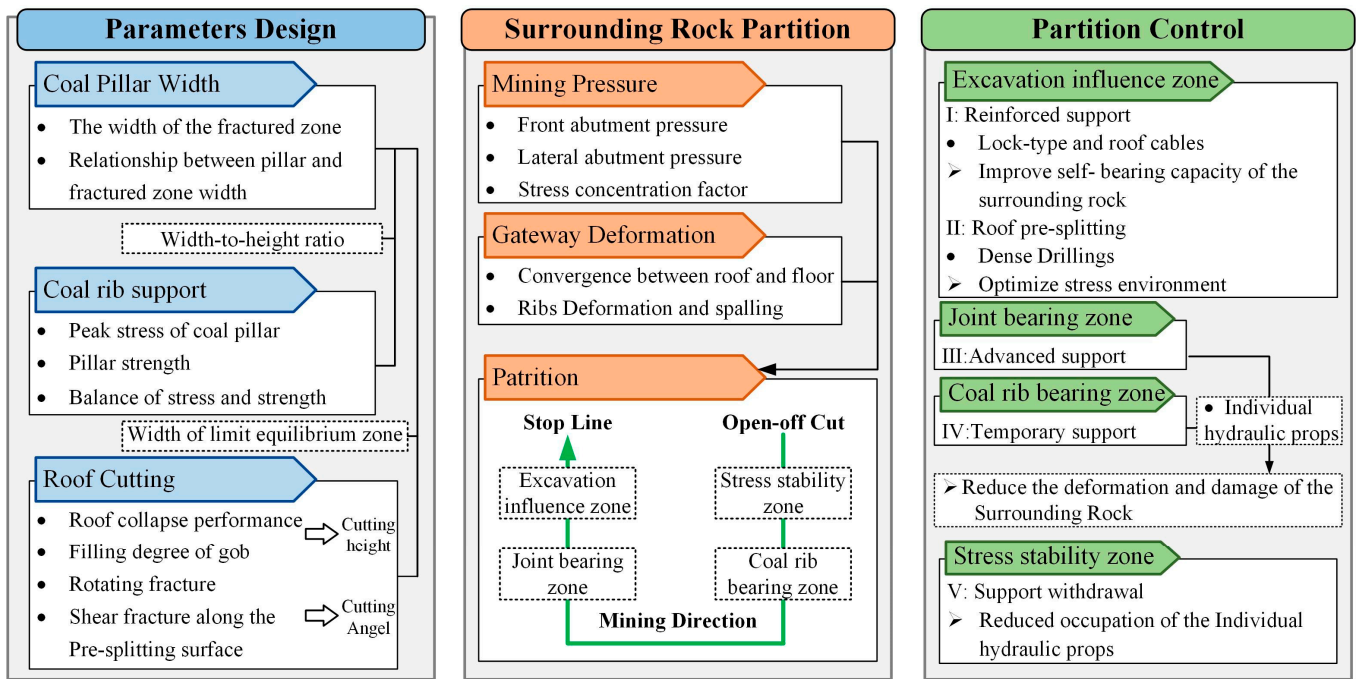 Parameters Design
Coal Pillar Width
• The width of the fractured zone
• Relationship between pillar and
fractured zone width
Width-to-height ratio
Coal rib support
• Peak stress of coal pillar
• Pillar strength
• Balance of stress and strength
Width of limit equilibrium zone
Roof Cutting
• Roof collapse performance
• Filling degree of gob
• Rotating fracture
• Shear fracture along the
Pre-splitting surface
Cutting
height
Cutting
Angel
Surrounding Rock Partition
Mining Pressure
• Front abutment pressure
• Lateral abutment pressure
• Stress concentration factor
Gateway Deformation
• Convergence between roof and floor
• Ribs Deformation and spalling
Patrition
Stop Line
Excavation
influence zone
Joint bearing
zone
Open-off Cut
Stress stability
zone
Coal rib
bearing zone
Mining Direction
Partition Control
Excavation influence zone
I: Reinforced support
• Lock-type and roof cables
➢ Improve self- bearing capacity of the
surrounding rock
II: Roof pre-splitting
• Dense Drillings
➢ Optimize stress environment
Joint bearing zone
III:Advanced support
Coal rib bearing zone
IV:Temporary support
• Individual
hydraulic props
➢ Reduce the deformation and damage of the
Surrounding Rock
Stress stability zone
V: Support withdrawal
➢ Reduced occupation of the Individual
hydraulic props